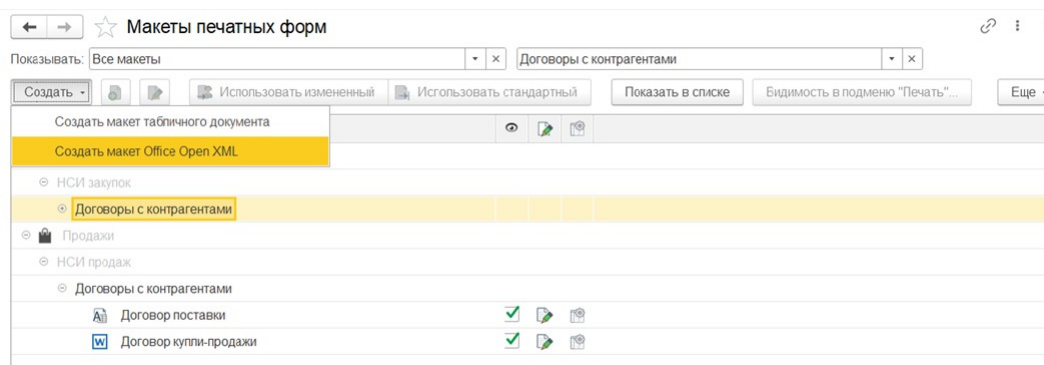 Макеты печатных форм
Показывать: Все макеты Договоры с контрагентами
Создать Использовать измененный Использовать стандартный Показать в списке Видимость в подменю "Печать"... Еще
Создать макет табличного документа
Создать макет Office Open XML
НСИ закупок
Договоры с контрагентами
Продажи
НСИ продаж
Договоры с контрагентами
Договор поставки
Договор куппи-продажи